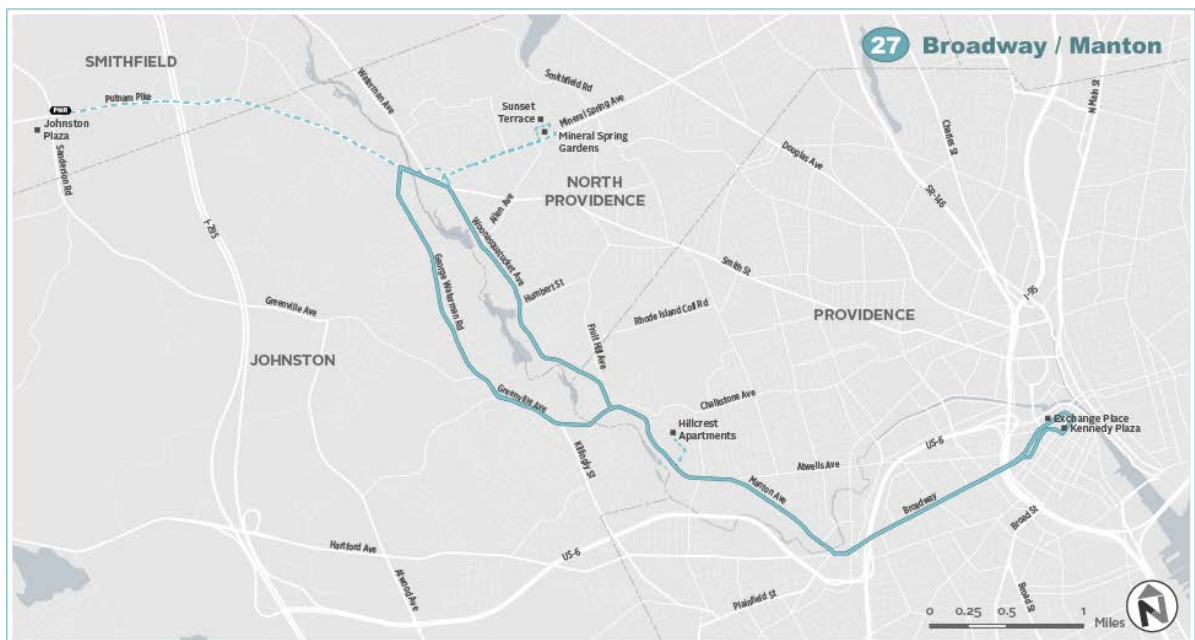 27 Broadway / Manton
SMITHFIELD
PNR
Putnam Pike
Johnston
Plaza
Sanderson Rd
I-295
Waterman Ave
Smithfield Rd
Sunset
Terrace
Mineral Spring Ave
Mineral Spring
Gardens
NORTH
PROVIDENCE
Allen Ave
Douglas Ave
Charles St
N Main St
SR-146
Woonasquatucket Ave
George Waterman Rd
Humbert St
Smith St
I-95
Greenville Ave
Rhode Island Coll Rd
PROVIDENCE
JOHNSTON
Fruit Hill Ave
Greenville Ave
Chalkstone Ave
Hillcrest
Apartments
Exchange Place
Kennedy Plaza
US-6
Killingly St
Atwells Ave
Manton Ave
Broadway
Broad St
Hartford Ave
US-6
Atwood Ave
Plainfield St
Broad St
0 0.25 0.5 1
Miles
N